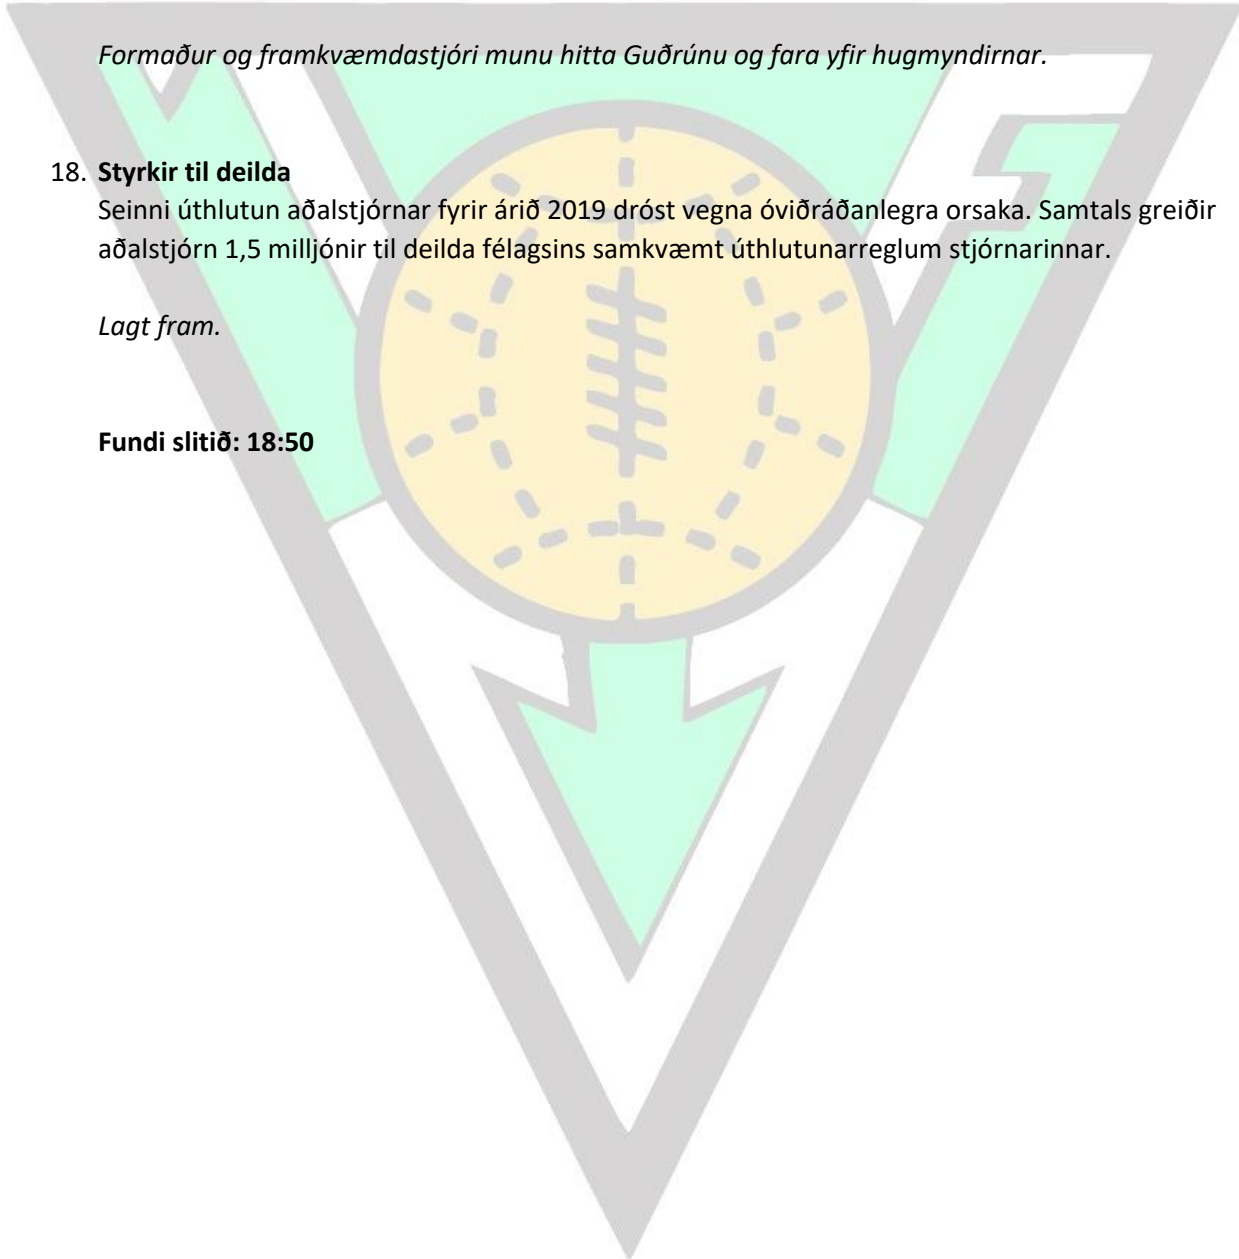 Formaður og framkvæmdastjóri munu hitta Guðrúnu og fara yfir hugmyndirnar.
18. Styrkir til deilda
Seinni úthlutun aðalstjórnar fyrir árið 2019 dróst vegna óviðráðanlegra orsaka. Samtals greiðir
aðalstjórn 1,5 milljónir til deilda félagsins samkvæmt úthlutunarreglum stjórnarinnar.
Lagt fram.
Fundi slitið: 18:50